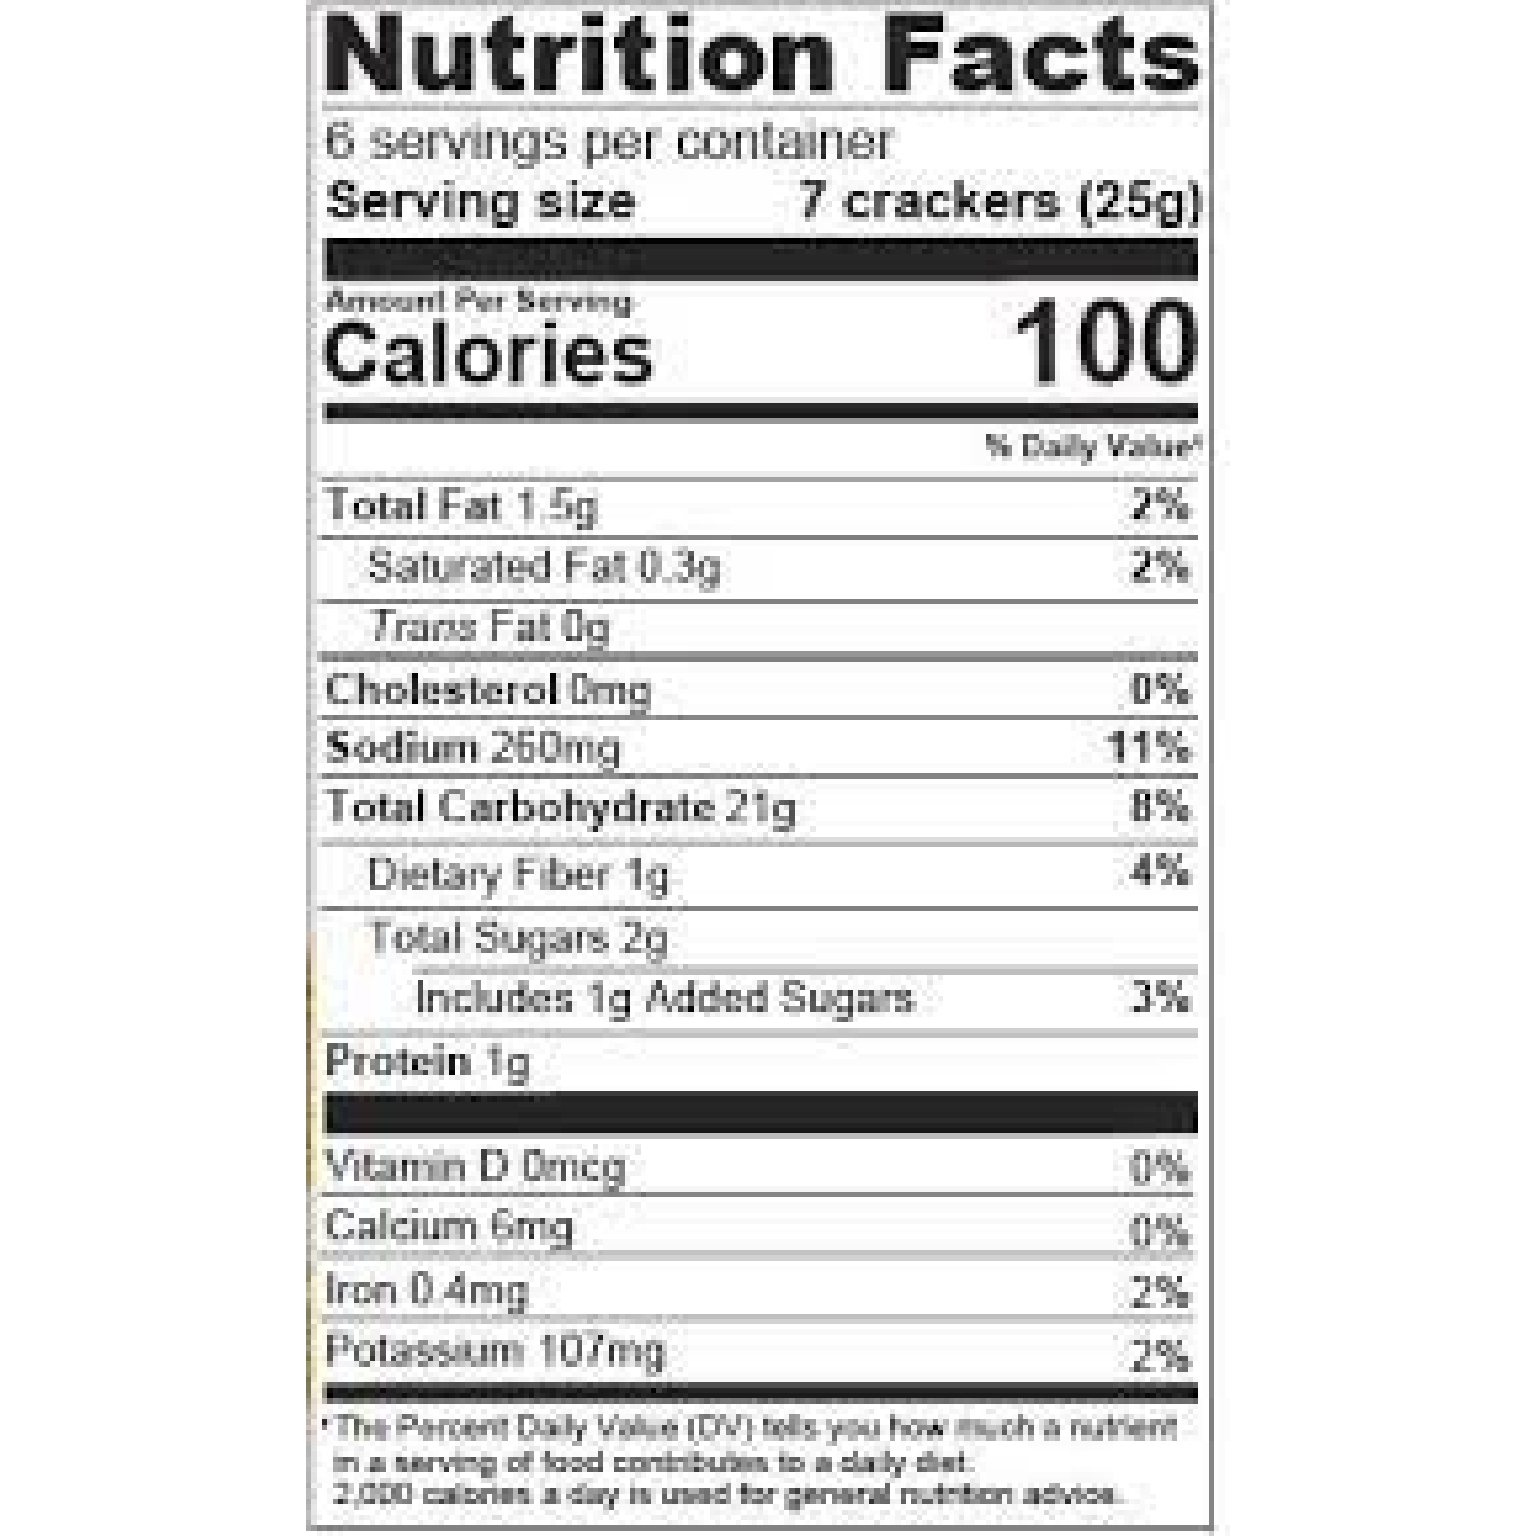 Nutrition Facts
6 servings per container
Serving size 7 crackers (25g)
Amount Per Serving
Calories 100
% Daily Value*
Total Fat 1.5g 2%
Saturated Fat 0.3g 2%
Trans Fat 0g
Cholesterol 0mg 0%
Sodium 260mg 11%
Total Carbohydrate 21g 8%
Dietary Fiber 1g 4%
Total Sugars 2g
Includes 1g Added Sugars 3%
Protein 1g
Vitamin D 0mcg 0%
Calcium 6mg 0%
Iron 0.4mg 2%
Potassium 107mg 2%
*The Percent Daily Value (DV) tells you how much a nutrient
in a serving of food contributes to a daily diet.
2,000 calories a day is used for general nutrition advice.